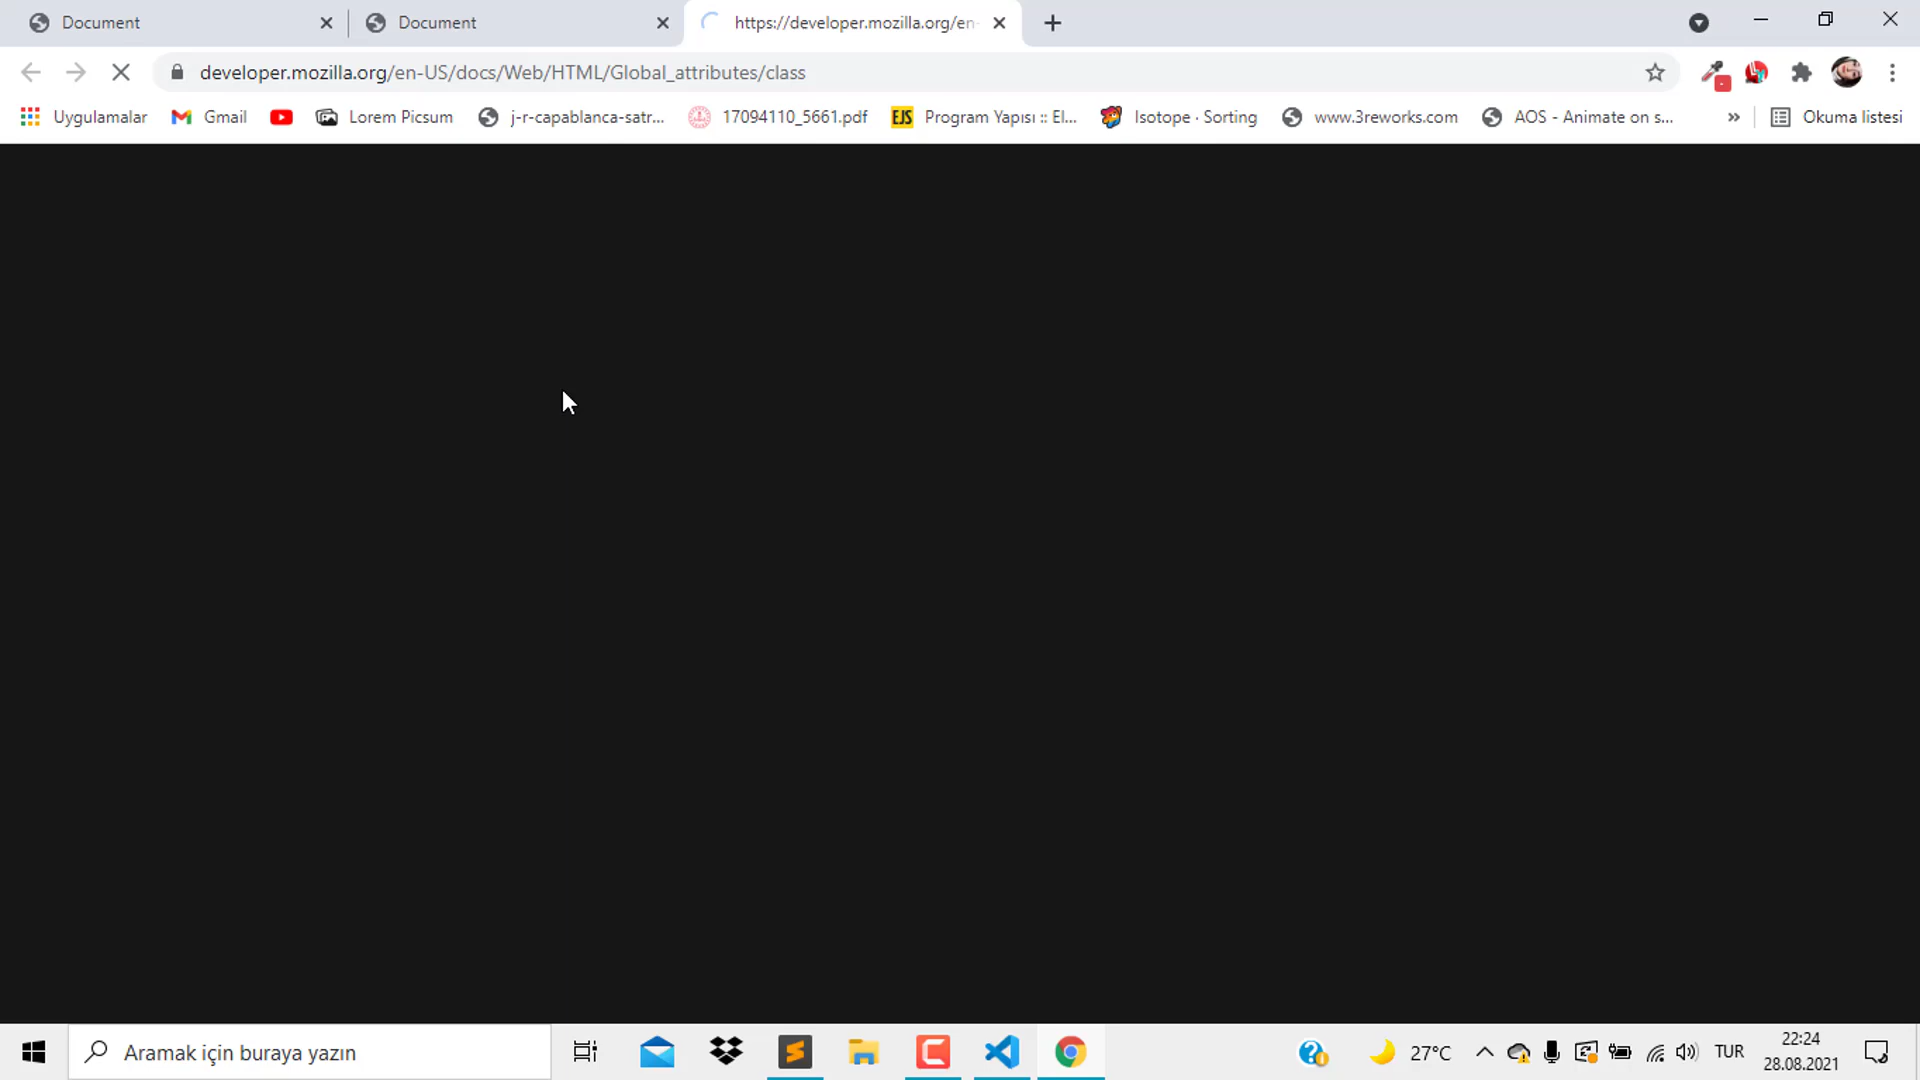 Document
Document
https://developer.mozilla.org/en-
developer.mozilla.org/en-US/docs/Web/HTML/Global_attributes/class
Uygulamalar
Gmail
Lorem Picsum
j-r-capablanca-satr...
17094110_5661.pdf
EJS
Program Yapısı :: El...
Isotope · Sorting
www.3reworks.com
AOS - Animate on s...
»
Okuma listesi
Aramak için buraya yazın
27°C
TUR
22:24
28.08.2021